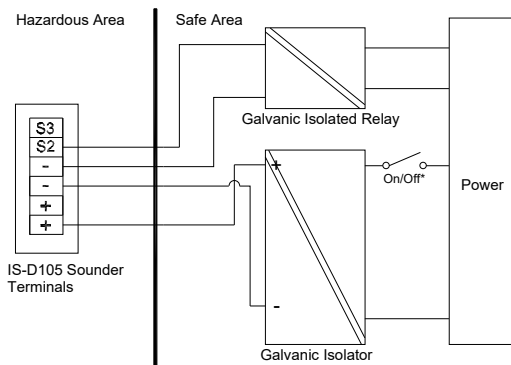 Hazardous Area
Safe Area
Galvanic Isolated Relay
S3
S2
-
-
+
+
IS-D105 Sounder
Terminals
+
-
On/Off*
Power
Galvanic Isolator